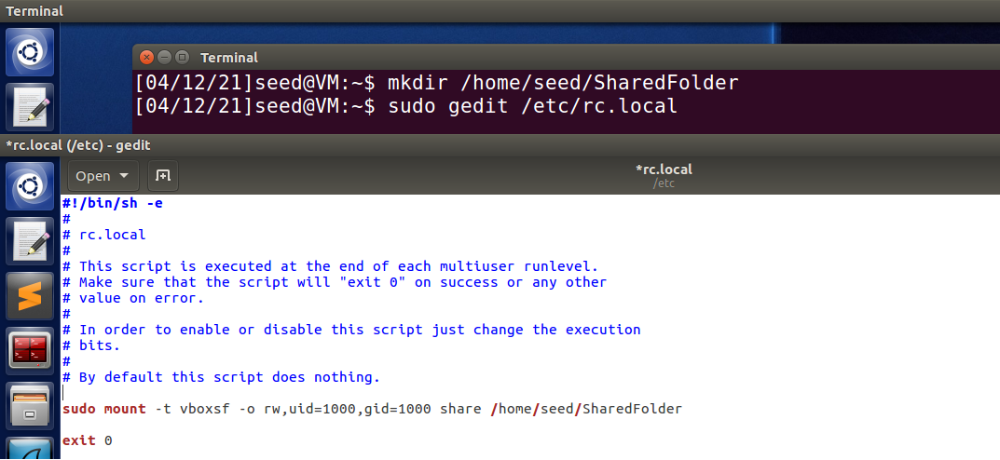 Terminal
Terminal
[04/12/21]seed@VM:~$ mkdir /home/seed/SharedFolder
[04/12/21]seed@VM:~$ sudo gedit /etc/rc.local
*rc.local (/etc) - gedit
Open
*rc.local
/etc
#!/bin/sh -e
#
# rc.local
#
# This script is executed at the end of each multiuser runlevel.
# Make sure that the script will "exit 0" on success or any other
# value on error.
#
# In order to enable or disable this script just change the execution
# bits.
#
# By default this script does nothing.
sudo mount -t vboxsf -o rw,uid=1000,gid=1000 share /home/seed/SharedFolder
exit 0